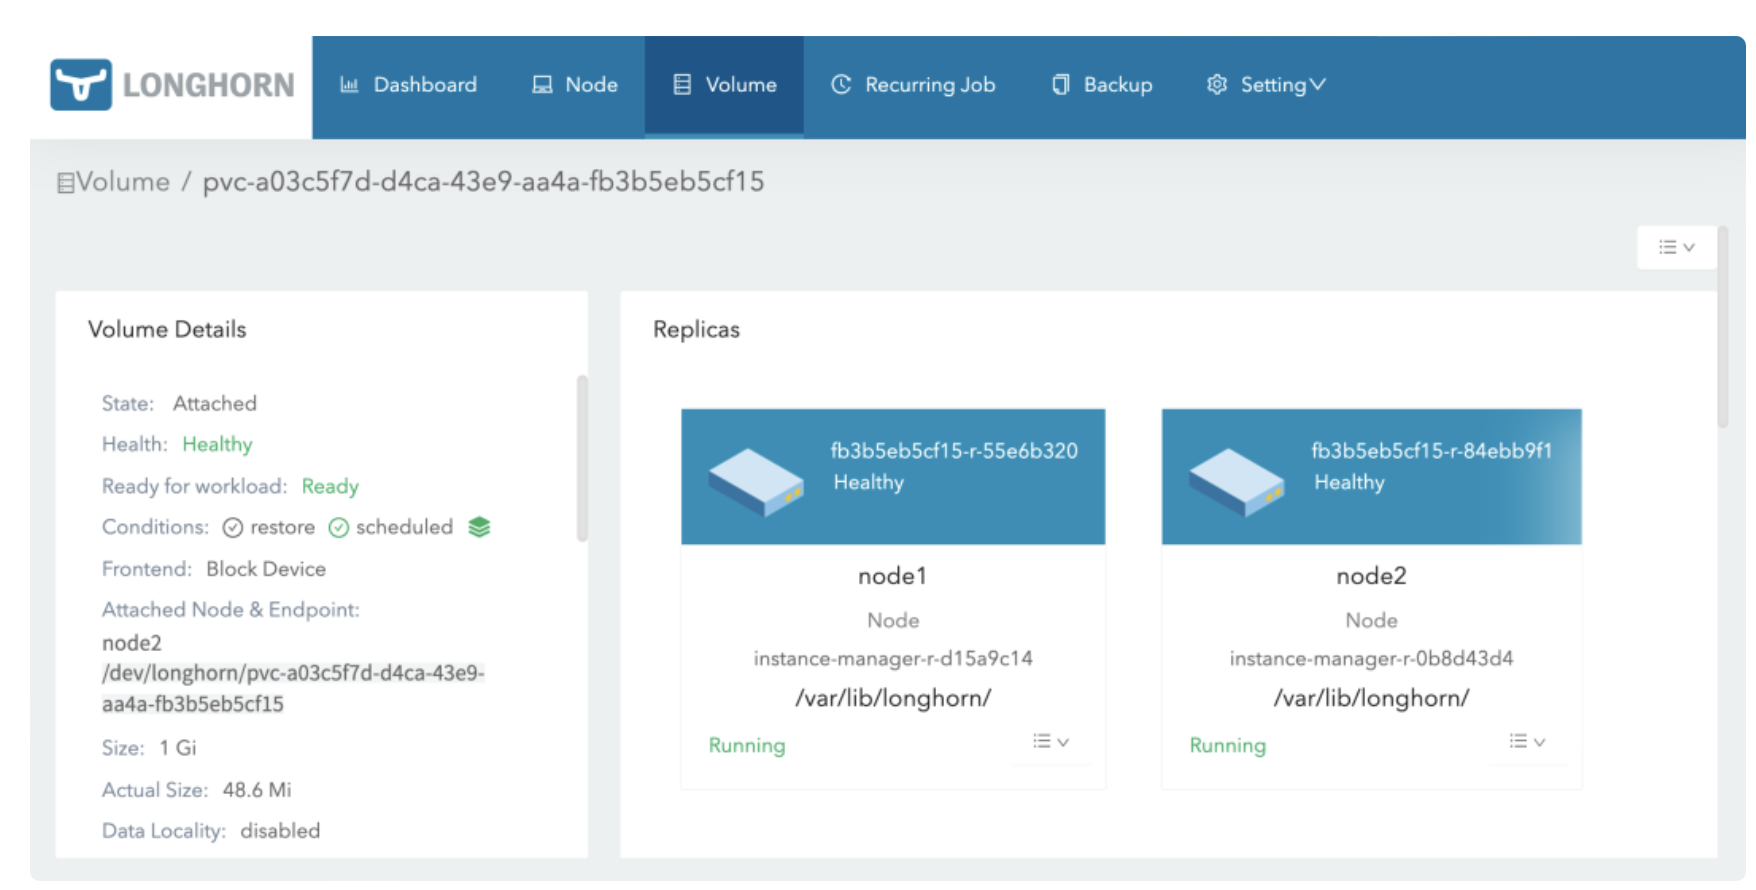 LONGHORN
Dashboard
Node
Volume
Recurring Job
Backup
Setting
Volume / pvc-a03c5f7d-d4ca-43e9-aa4a-fb3b5eb5cf15
Volume Details
State: Attached
Health: Healthy
Ready for workload: Ready
Conditions: restore scheduled
Frontend: Block Device
Attached Node & Endpoint:
node2
/dev/longhorn/pvc-a03c5f7d-d4ca-43e9-
aa4a-fb3b5eb5cf15
Size: 1 Gi
Actual Size: 48.6 Mi
Data Locality: disabled
Replicas
fb3b5eb5cf15-r-55e6b320
Healthy
node1
Node
instance-manager-r-d15a9c14
/var/lib/longhorn/
Running
fb3b5eb5cf15-r-84ebb9f1
Healthy
node2
Node
instance-manager-r-0b8d43d4
/var/lib/longhorn/
Running